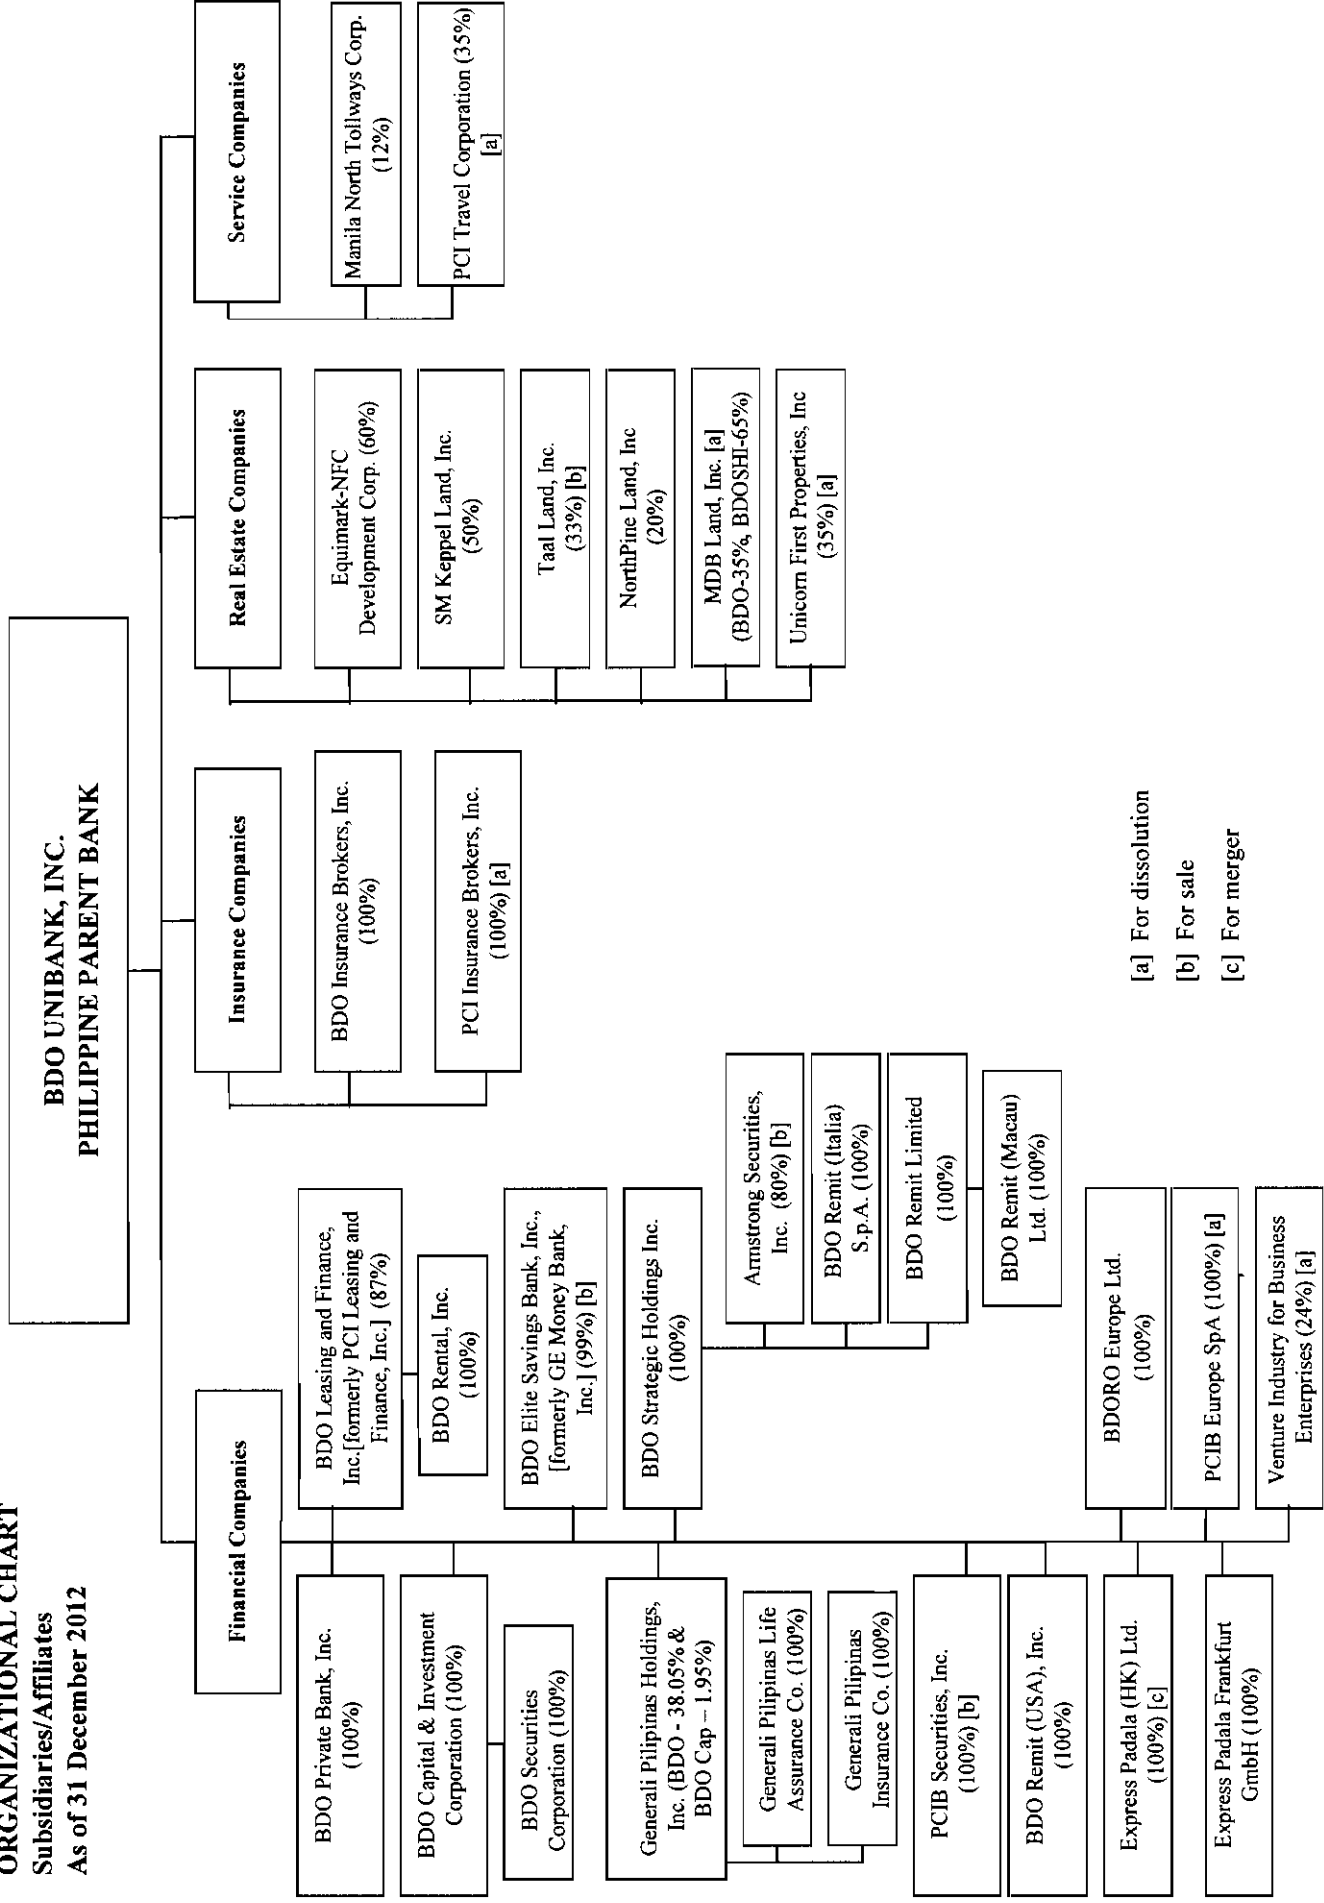 ORGANIZATIONAL CHART
Subsidiaries/Affiliates
As of 31 December 2012
BDO UNIBANK, INC.
PHILIPPINE PARENT BANK
Financial Companies
BDO Private Bank, Inc.
(100%)
BDO Capital & Investment
Corporation (100%)
BDO Securities
Corporation (100%)
Generali Pilipinas Holdings,
Inc. (BDO - 38.05% &
BDO Cap – 1.95%)
Generali Pilipinas Life
Assurance Co. (100%)
Generali Pilipinas
Insurance Co. (100%)
PCIB Securities, Inc.
(100%) [b]
BDO Remit (USA), Inc.
(100%)
Express Padala (HK) Ltd.
(100%) [c]
Express Padala Frankfurt
GmbH (100%)
BDO Leasing and Finance,
Inc.[formerly PCI Leasing and
Finance, Inc.] (87%)
BDO Rental, Inc.
(100%)
BDO Elite Savings Bank, Inc.,
[formerly GE Money Bank,
Inc.] (99%) [b]
BDO Strategic Holdings Inc.
(100%)
Armstrong Securities,
Inc. (80%) [b]
BDO Remit (Italia)
S.p.A. (100%)
BDO Remit Limited
(100%)
BDO Remit (Macau)
Ltd. (100%)
BDORO Europe Ltd.
(100%)
PCIB Europe SpA (100%) [a]
Venture Industry for Business
Enterprises (24%) [a]
Insurance Companies
BDO Insurance Brokers, Inc.
(100%)
PCI Insurance Brokers, Inc.
(100%) [a]
Real Estate Companies
Equimark-NFC
Development Corp. (60%)
SM Keppel Land, Inc.
(50%)
Taal Land, Inc.
(33%) [b]
NorthPine Land, Inc
(20%)
MDB Land, Inc. [a]
(BDO-35%, BDOSHI-65%)
Unicorn First Properties, Inc
(35%) [a]
Service Companies
Manila North Tollways Corp.
(12%)
PCI Travel Corporation (35%)
[a]
[a] For dissolution
[b] For sale
[c] For merger